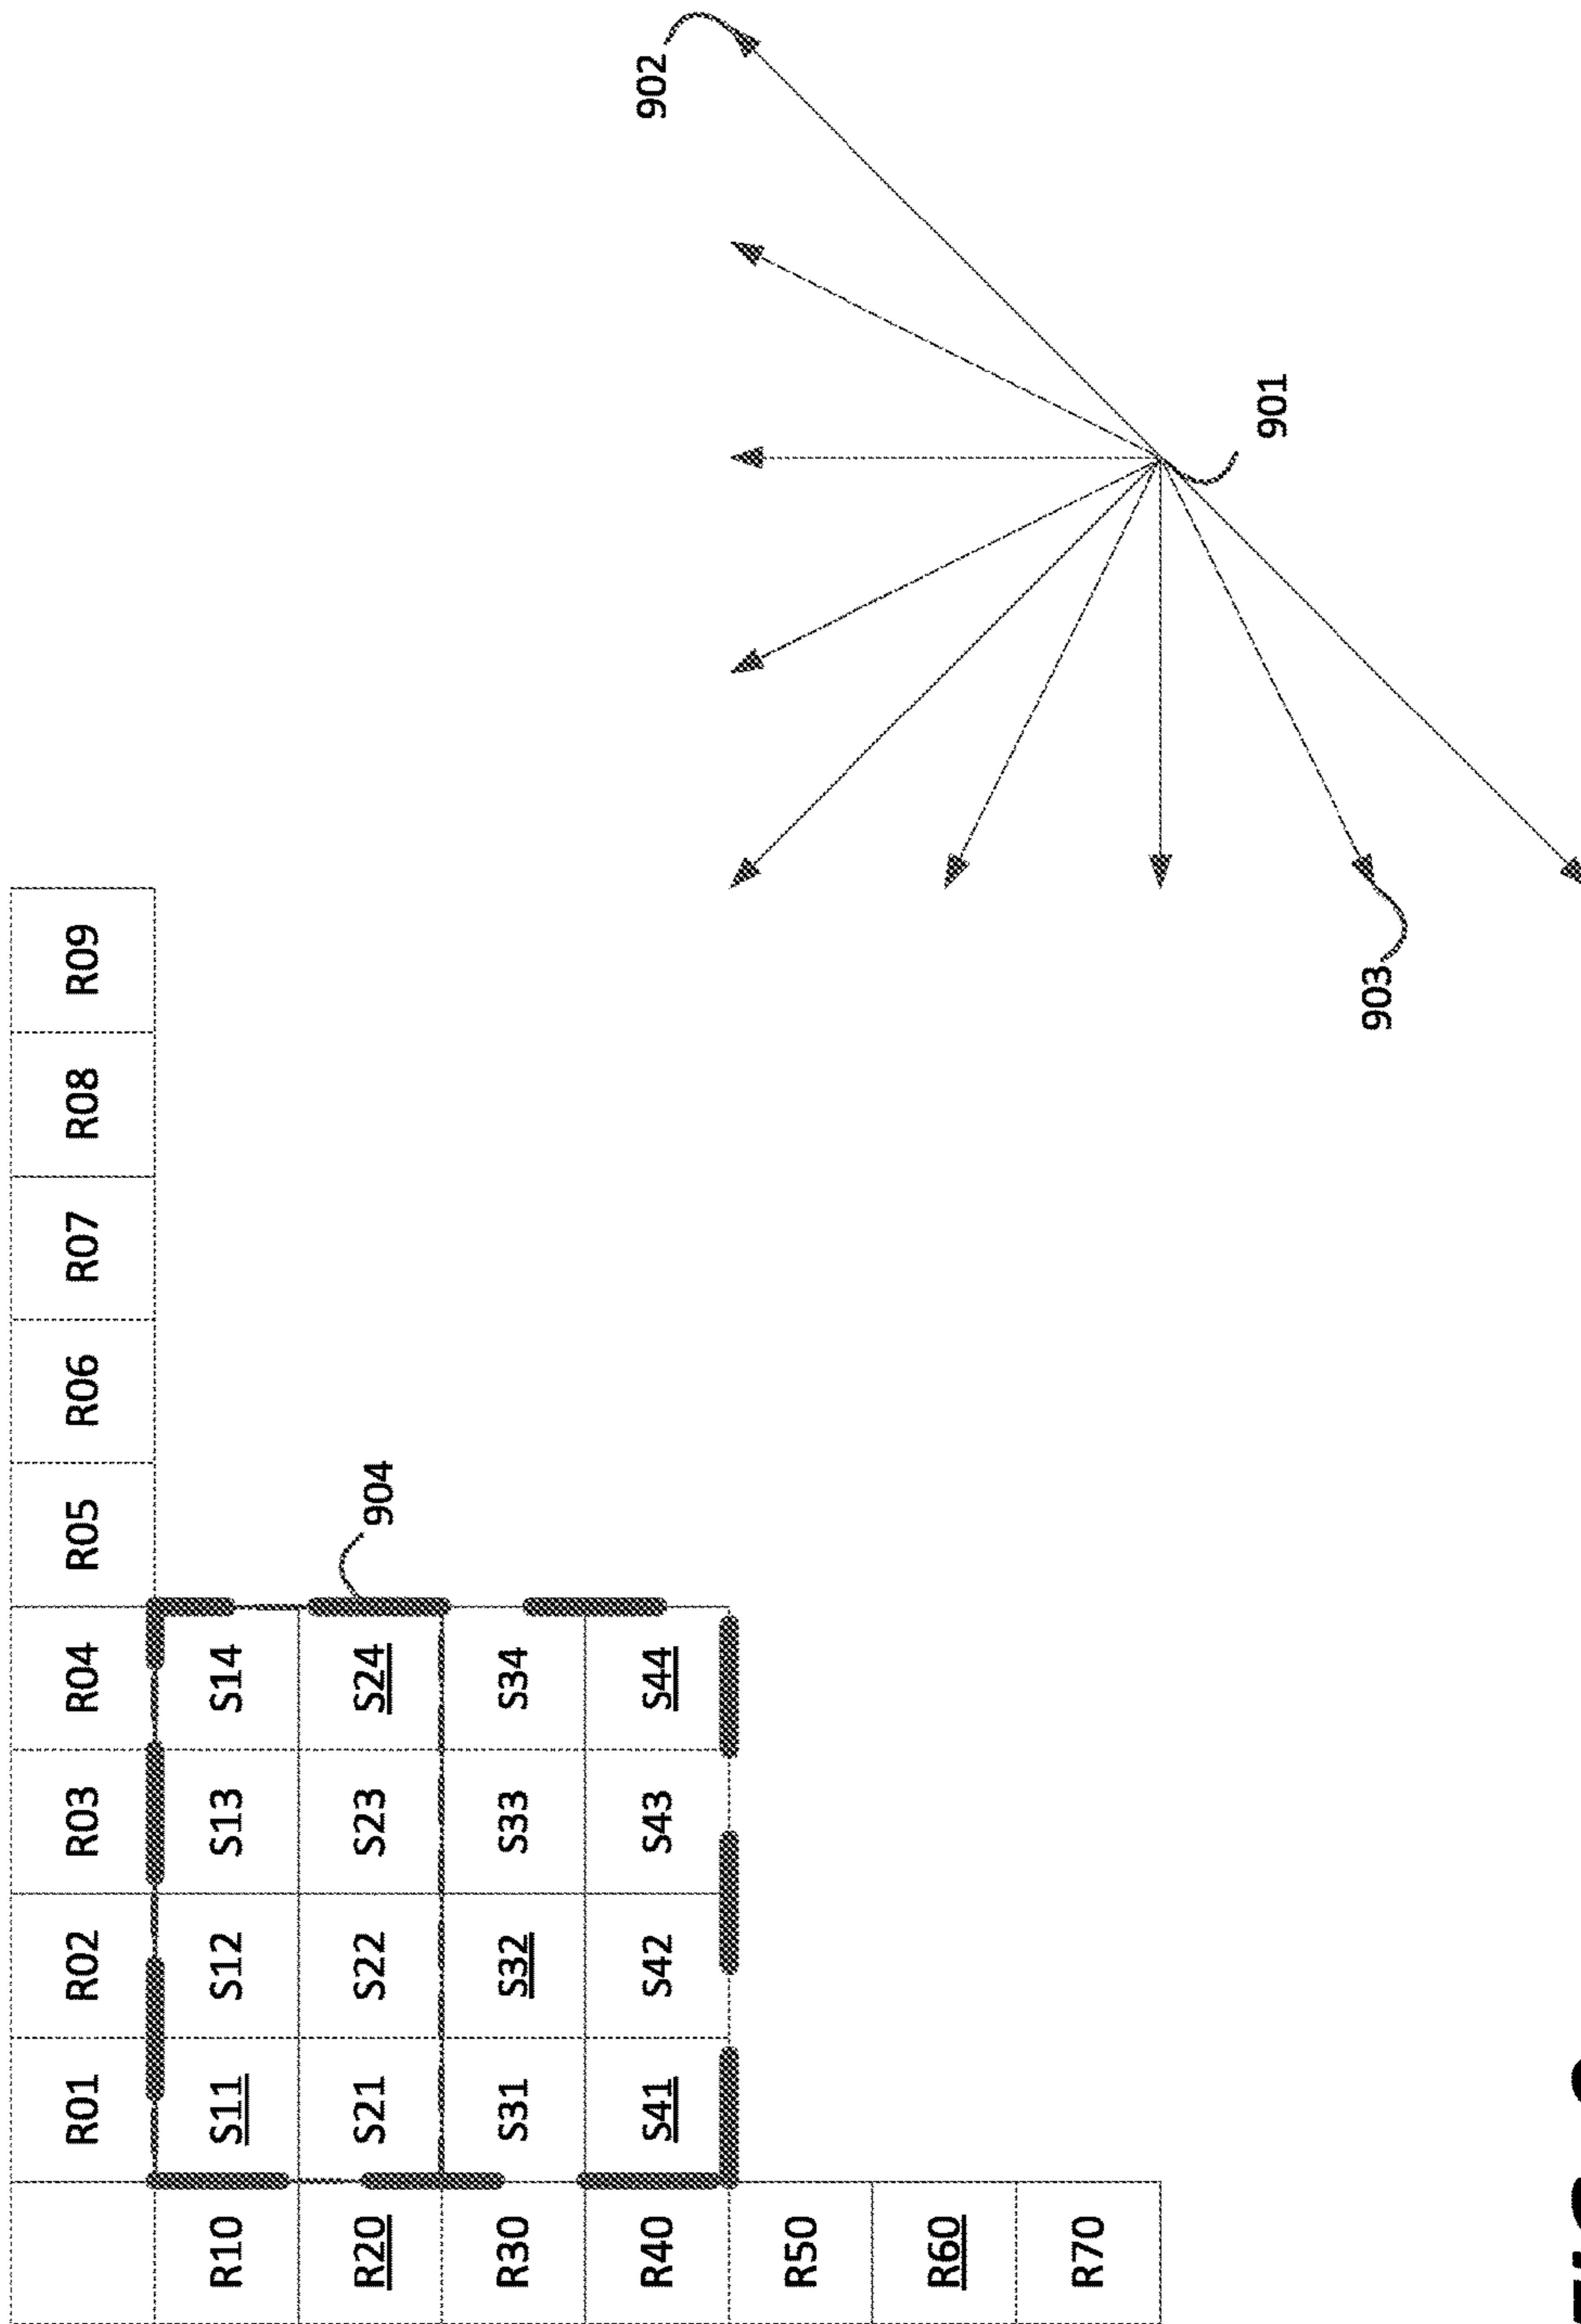 R01 R02 R03 R04 R05 R06 R07 R08 R09
R10 S11 S12 S13 S14
R20 S21 S22 S23 S24
904
R30 S31 S32 S33 S34
R40 S41 S42 S43 S44
R50
R60
R70
902
901
903